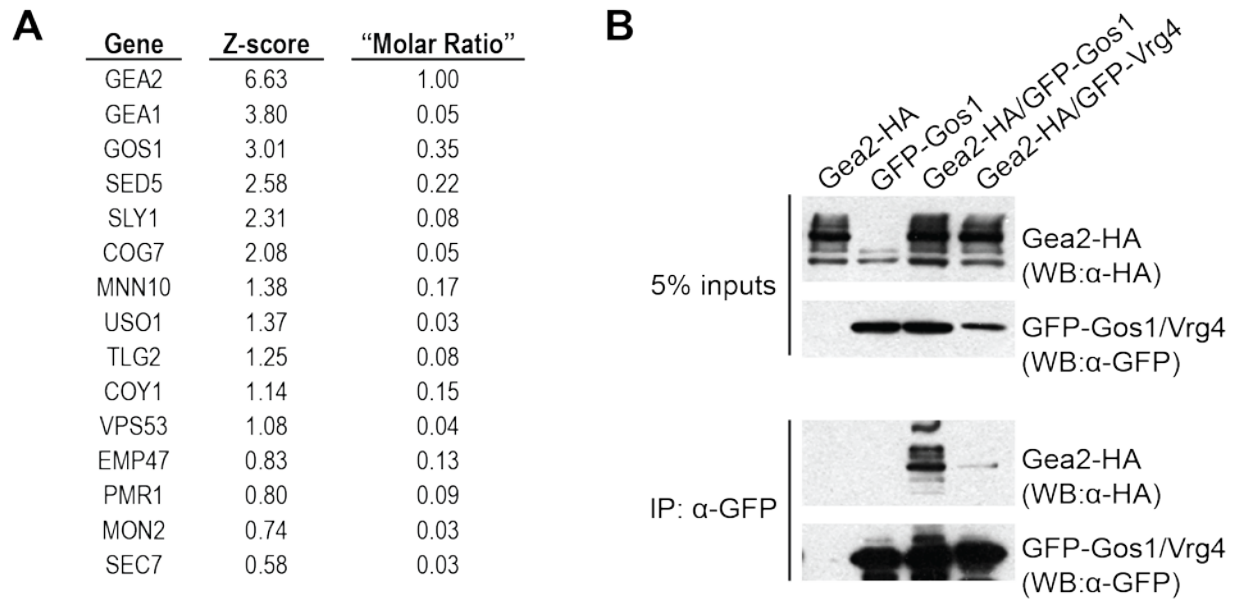 A
Gene Z-score “Molar Ratio”
GEA2 6.63 1.00
GEA1 3.80 0.05
GOS1 3.01 0.35
SED5 2.58 0.22
SLY1 2.31 0.08
COG7 2.08 0.05
MNN10 1.38 0.17
USO1 1.37 0.03
TLG2 1.25 0.08
COY1 1.14 0.15
VPS53 1.08 0.04
EMP47 0.83 0.13
PMR1 0.80 0.09
MON2 0.74 0.03
SEC7 0.58 0.03
B
Gea2-HA
GFP-Gos1
Gea2-HA/GFP-Gos1
Gea2-HA/GFP-Vrg4
5% inputs
Gea2-HA
(WB:α-HA)
GFP-Gos1/Vrg4
(WB:α-GFP)
IP: α-GFP
Gea2-HA
(WB:α-HA)
GFP-Gos1/Vrg4
(WB:α-GFP)